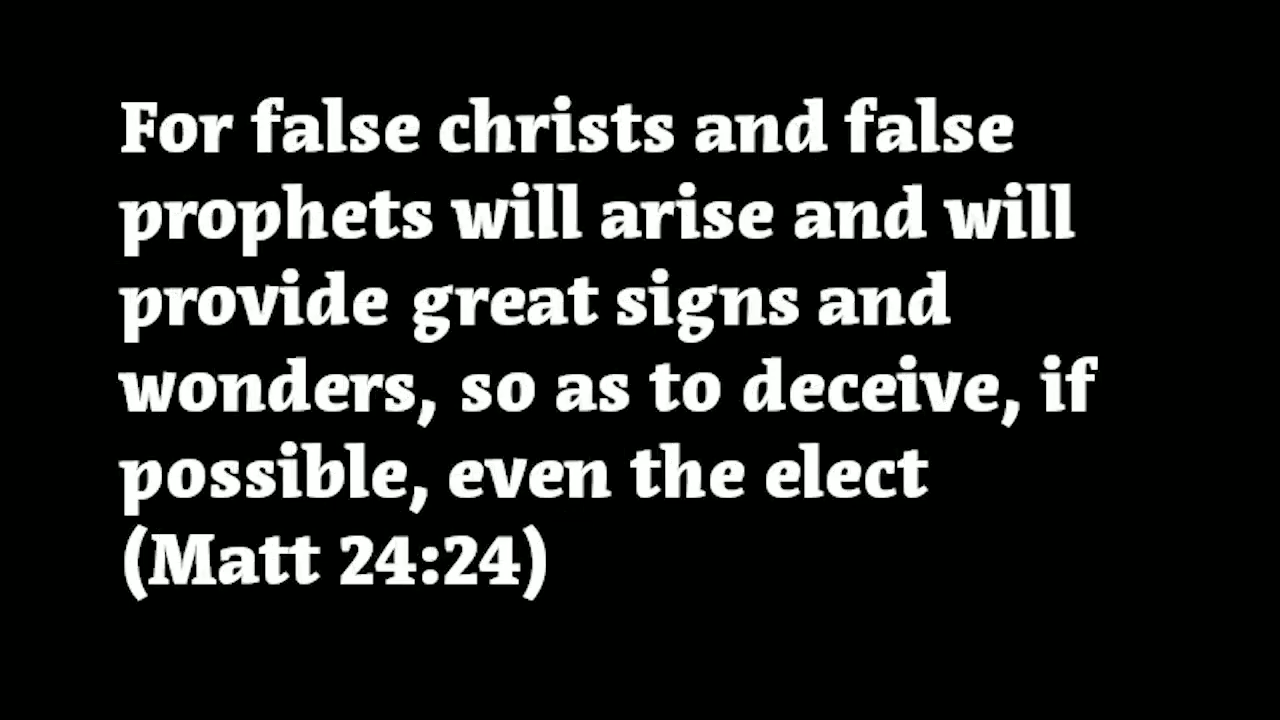 For false christs and false
prophets will arise and will
provide great signs and
wonders, so as to deceive, if
possible, even the elect
(Matt 24:24)